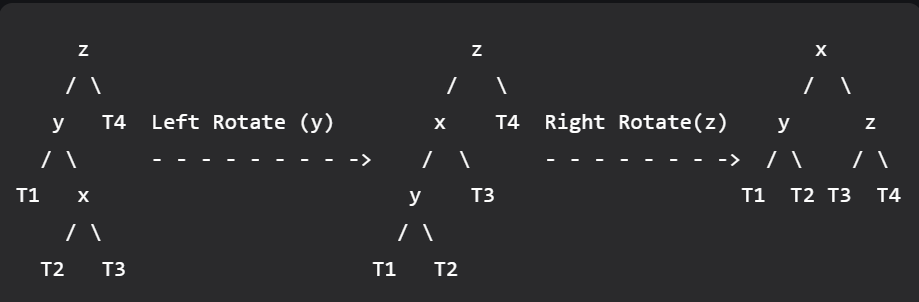 z z x
/ \ / \ / \
y T4 Left Rotate (y) x T4 Right Rotate(z) y z
/ \ - - - - - - - - -> / \ - - - - - - - -> / \ / \
T1 x y T3 T1 T2 T3 T4
/ \ / \
T2 T3 T1 T2